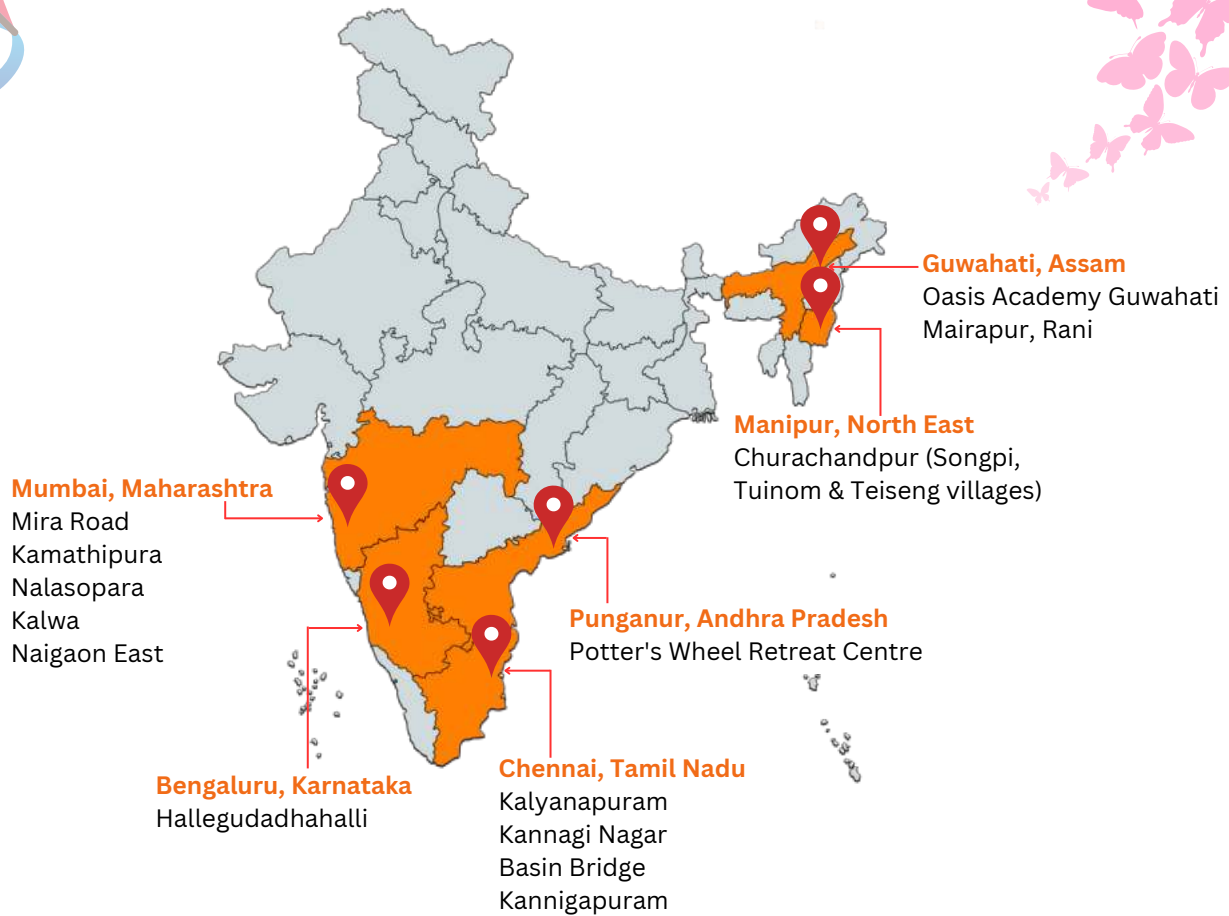 Guwahati, Assam
Oasis Academy Guwahati
Mairapur, Rani
Manipur, North East
Churachandpur (Songpi,
Tuinom & Teiseng villages)
Mumbai, Maharashtra
Mira Road
Kamathipura
Nalasopara
Kalwa
Naigaon East
Punganur, Andhra Pradesh
Potter's Wheel Retreat Centre
Bengaluru, Karnataka
Hallegudadhahalli
Chennai, Tamil Nadu
Kalyanapuram
Kannagi Nagar
Basin Bridge
Kannigapuram